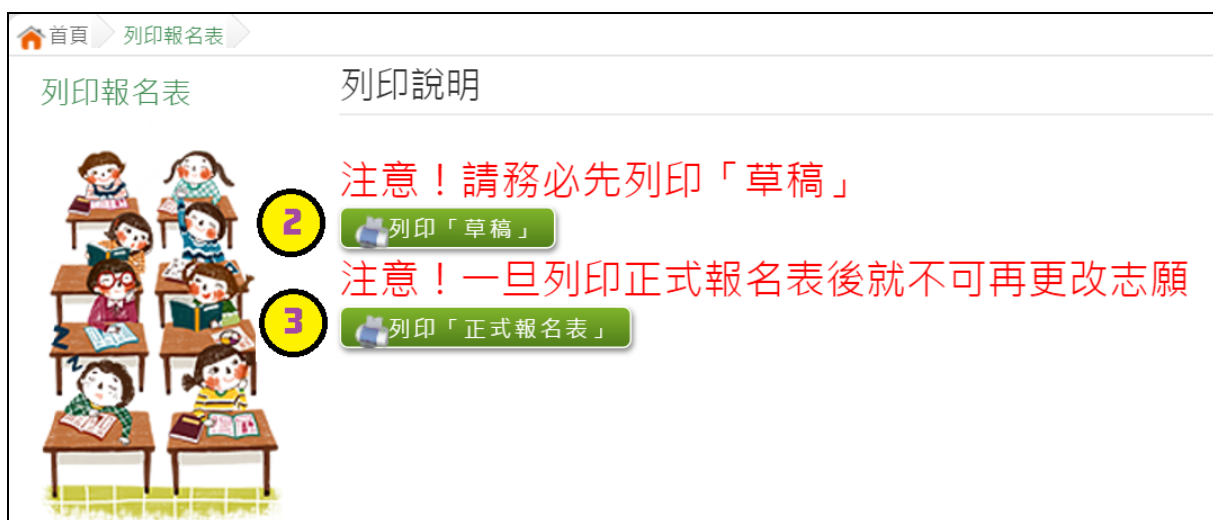 首頁 列印報名表
列印報名表
列印說明
注意！請務必先列印「草稿」
2
列印「草稿」
注意！一旦列印正式報名表後就不可再更改志願
3
列印「正式報名表」
z
z
z